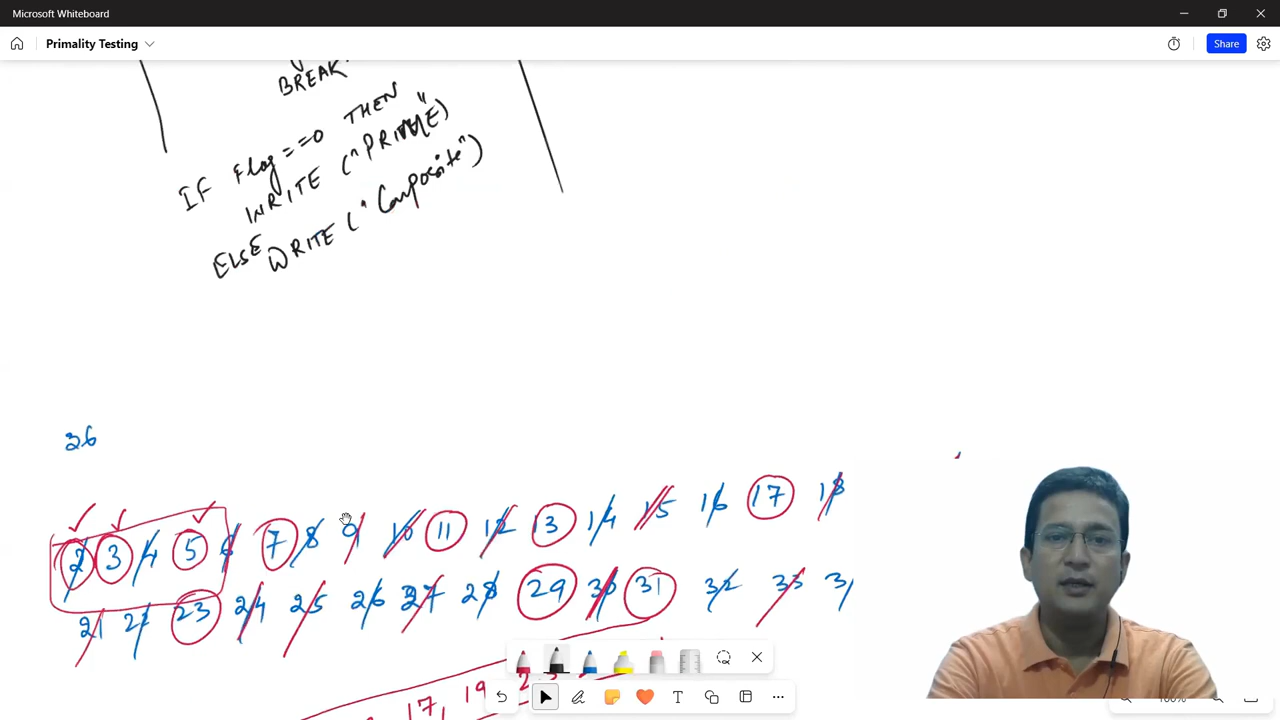 Microsoft Whiteboard
Primality Testing
Share
BREAK.
IF Flag==0 THEN
WRITE ("PRIME")
ELSE WRITE ("Composite")
36
2 3 4 5 6 7 8 9 10 11 12 13 14 15 16 17 18
21 22 23 24 25 26 27 28 29 30 31 32 33
17, 19
100%